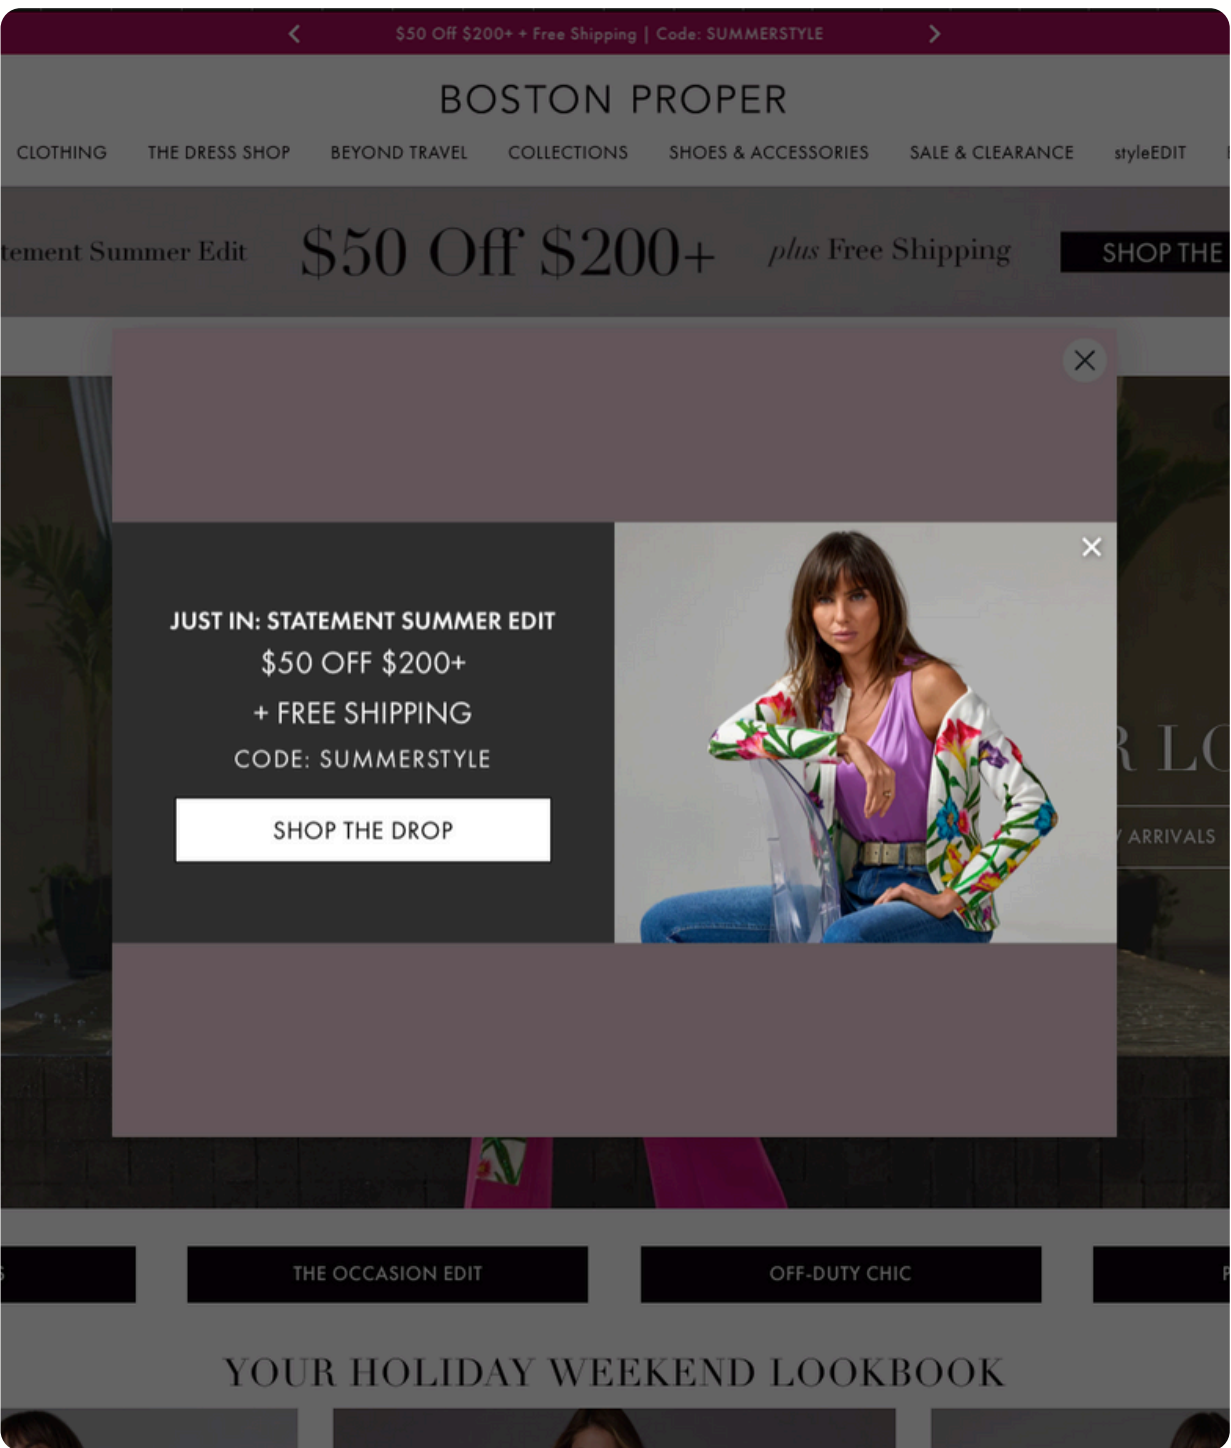 $50 Off $200+ + Free Shipping | Code: SUMMERSTYLE
BOSTON PROPER
CLOTHING THE DRESS SHOP BEYOND TRAVEL COLLECTIONS SHOES & ACCESSORIES SALE & CLEARANCE styleEDIT
Summer Edit $50 Off $200+ plus Free Shipping SHOP THE
JUST IN: STATEMENT SUMMER EDIT
$50 OFF $200+
+ FREE SHIPPING
CODE: SUMMERSTYLE
SHOP THE DROP
ARRIVALS
THE OCCASION EDIT OFF-DUTY CHIC
YOUR HOLIDAY WEEKEND LOOKBOOK